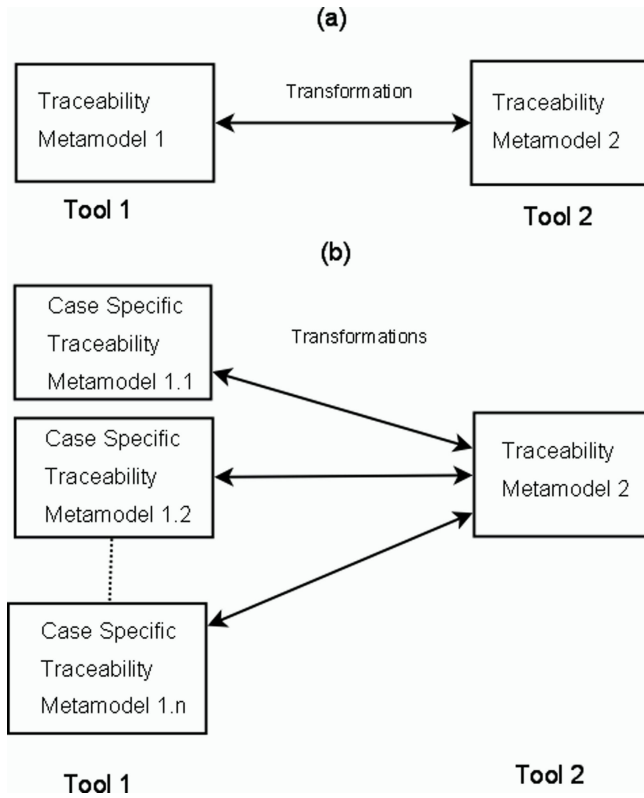 (a)
Traceability
Metamodel 1
Transformation
Traceability
Metamodel 2
Tool 1
Tool 2
(b)
Case Specific
Traceability
Metamodel 1.1
Transformations
Case Specific
Traceability
Metamodel 1.2
Traceability
Metamodel 2
Case Specific
Traceability
Metamodel 1.n
Tool 1
Tool 2